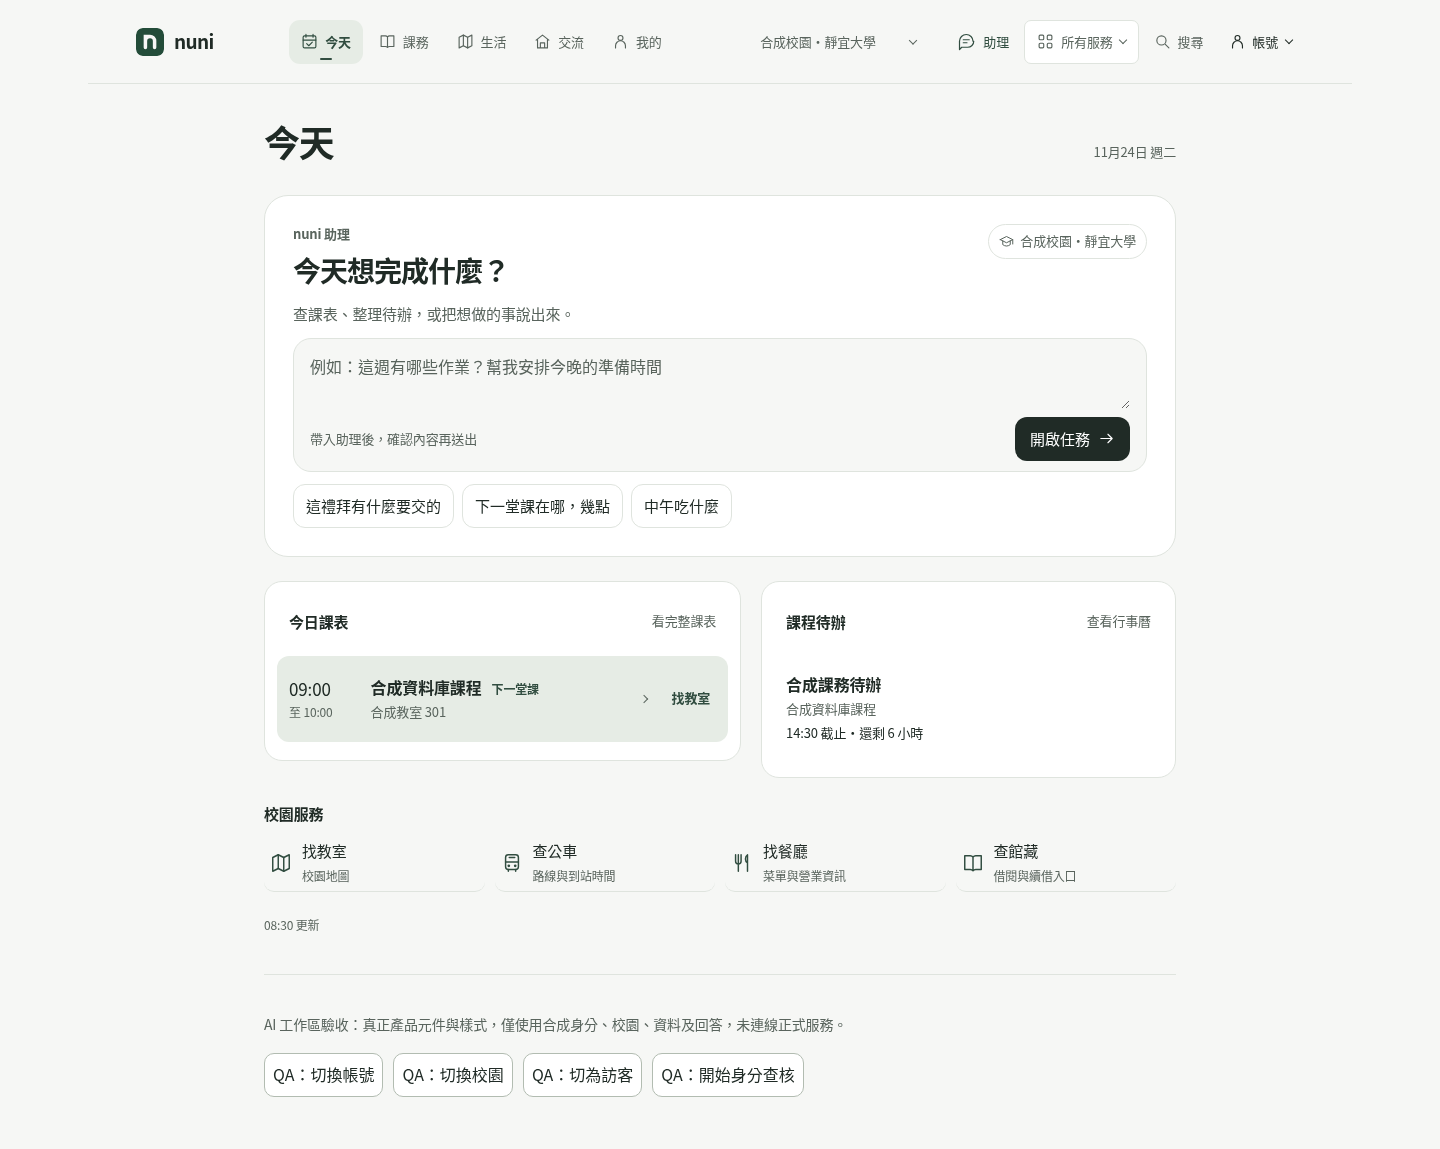 nuni
今天
課務
生活
交流
我的
合成校園・靜宜大學
助理
所有服務
搜尋
帳號
今天
11月24日 週二
nuni 助理
合成校園・靜宜大學
今天想完成什麼？
查課表、整理待辦，或把想做的事說出來。
例如：這週有哪些作業？幫我安排今晚的準備時間
帶入助理後，確認內容再送出
開啟任務
這禮拜有什麼要交的
下一堂課在哪，幾點
中午吃什麼
今日課表
看完整課表
09:00
至 10:00
合成資料庫課程 下一堂課
合成教室 301
找教室
課程待辦
查看行事曆
合成課務待辦
合成資料庫課程
14:30 截止・還剩 6 小時
校園服務
找教室
校園地圖
查公車
路線與到站時間
找餐廳
菜單與營業資訊
查館藏
借閱與續借入口
08:30 更新
AI 工作區驗收：真正產品元件與樣式，僅使用合成身分、校園、資料及回答，未連線正式服務。
QA：切換帳號
QA：切換校園
QA：切為訪客
QA：開始身分查核